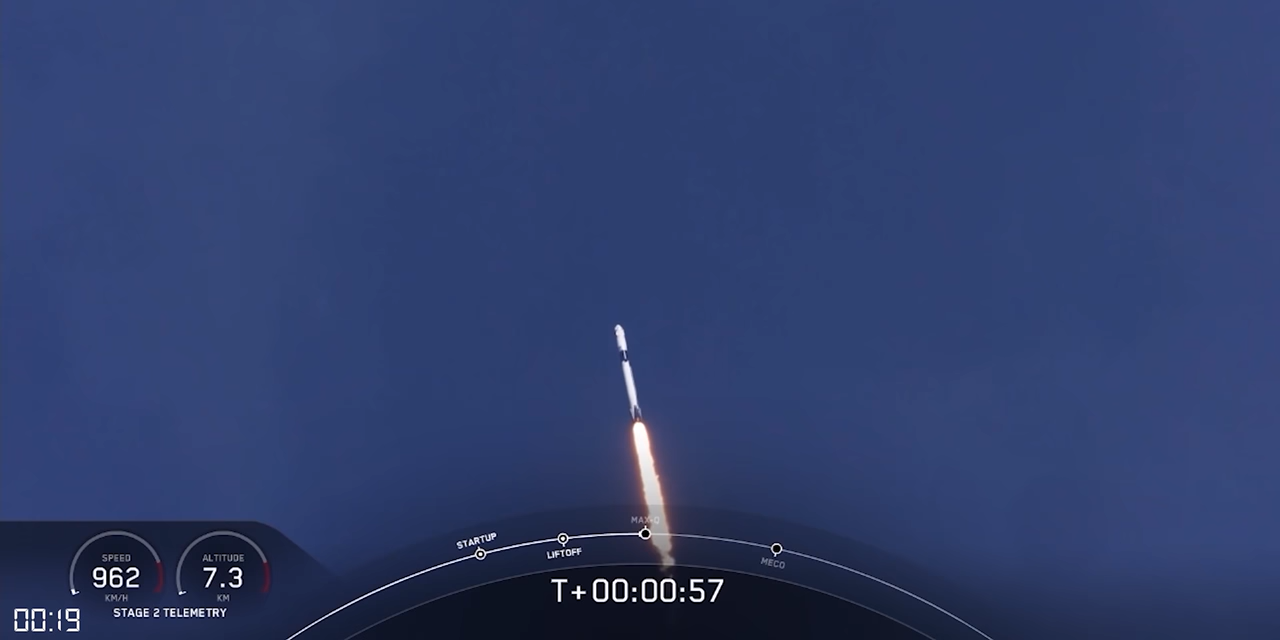 MAX-Q
STARTUP
LIFTOFF
MECO
SPEED
962
KM/H
ALTITUDE
7.3
KM
STAGE 2 TELEMETRY
T+00:00:57
00:19